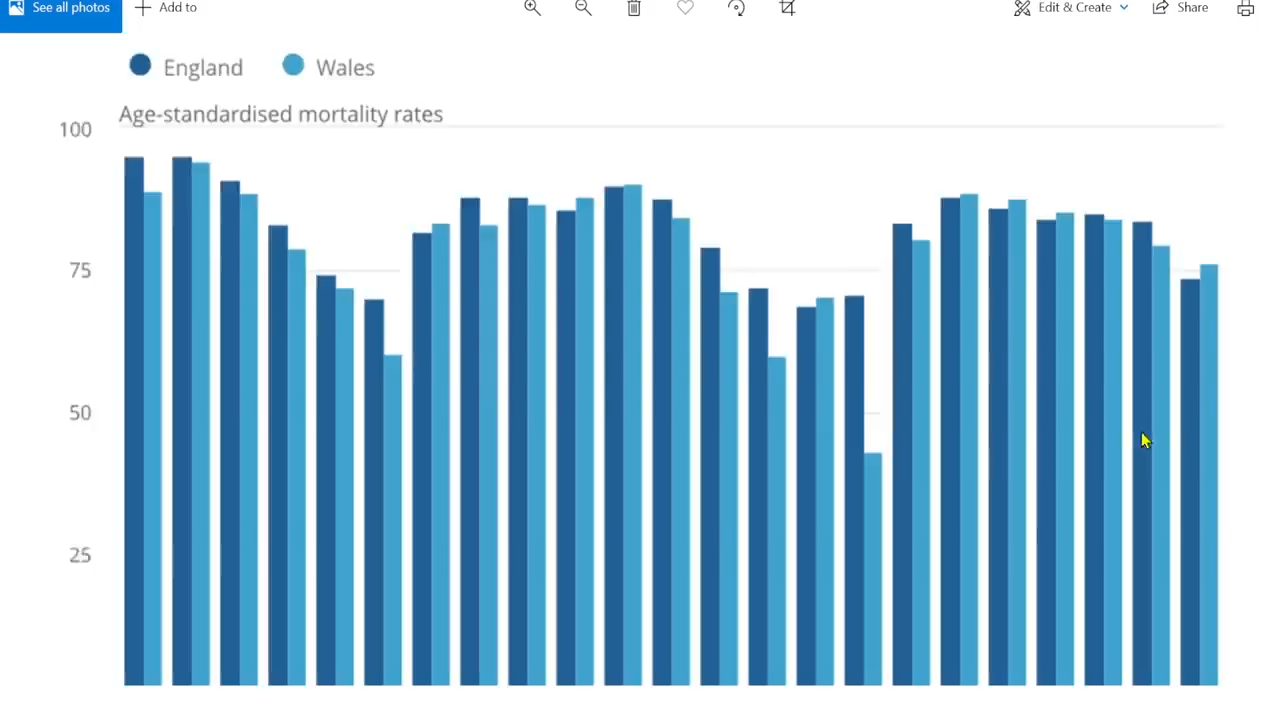 See all photos
Add to
Edit & Create
Share
England
Wales
Age-standardised mortality rates
100
75
50
25